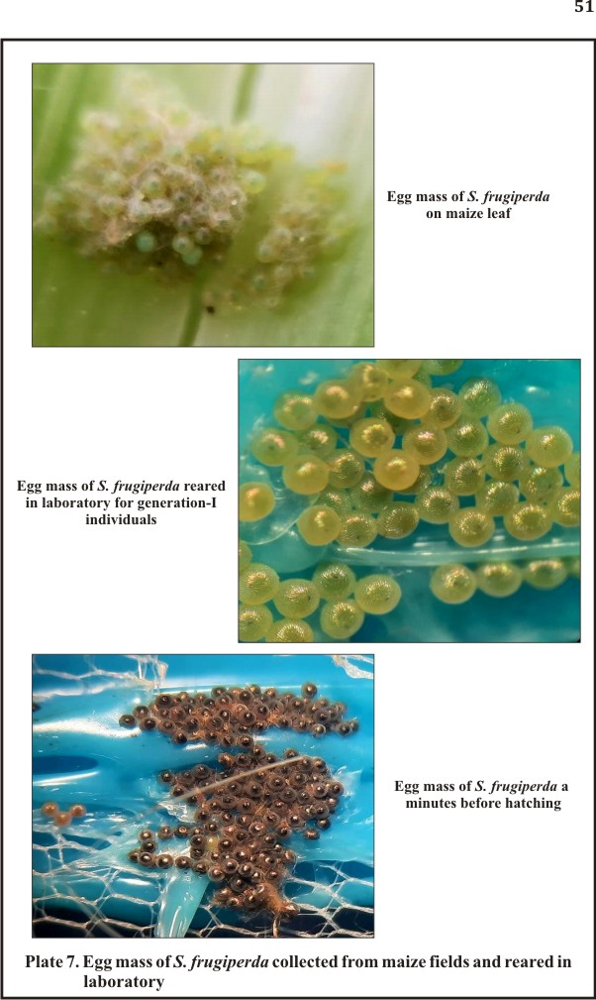 51
Egg mass of S. frugiperda
on maize leaf
Egg mass of S. frugiperda reared
in laboratory for generation-I
individuals
Egg mass of S. frugiperda a
minutes before hatching
Plate 7. Egg mass of S. frugiperda collected from maize fields and reared in
laboratory